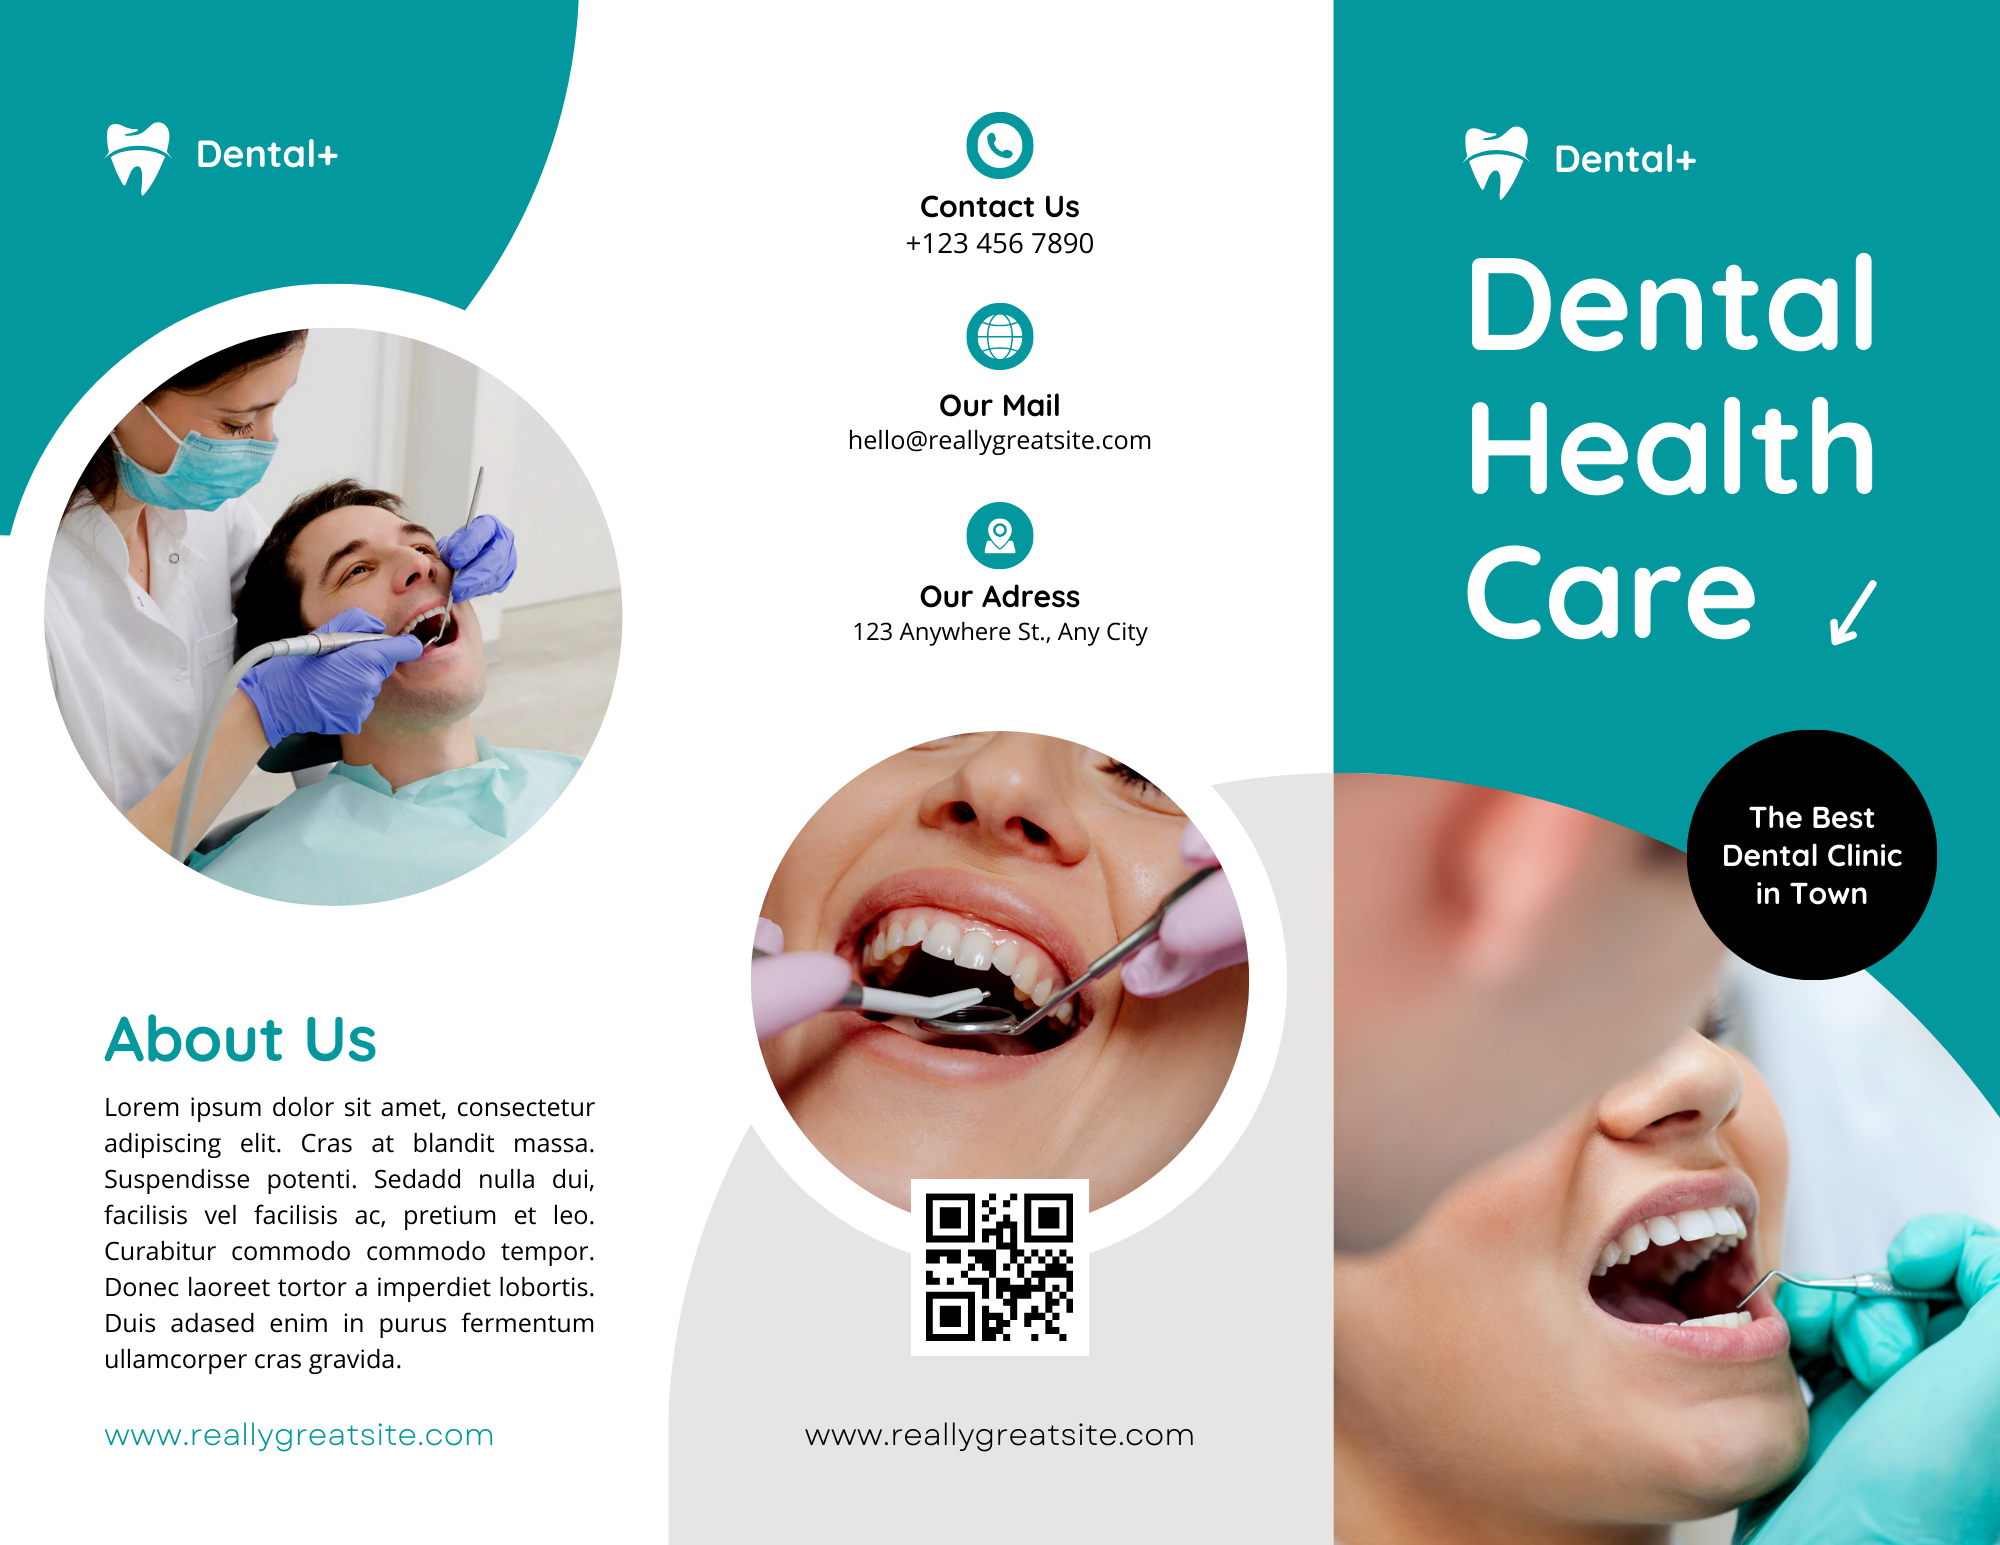 Dental+
About Us
Lorem ipsum dolor sit amet, consectetur
adipiscing elit. Cras at blandit massa.
Suspendisse potenti. Sedadd nulla dui,
facilisis vel facilisis ac, pretium et leo.
Curabitur commodo commodo tempor.
Donec laoreet tortor a imperdiet lobortis.
Duis adased enim in purus fermentum
ullamcorper cras gravida.
www.reallygreatsite.com
Contact Us
+123 456 7890
Our Mail
hello@reallygreatsite.com
Our Adress
123 Anywhere St., Any City
www.reallygreatsite.com
Dental+
Dental
Health
Care
The Best
Dental Clinic
in Town